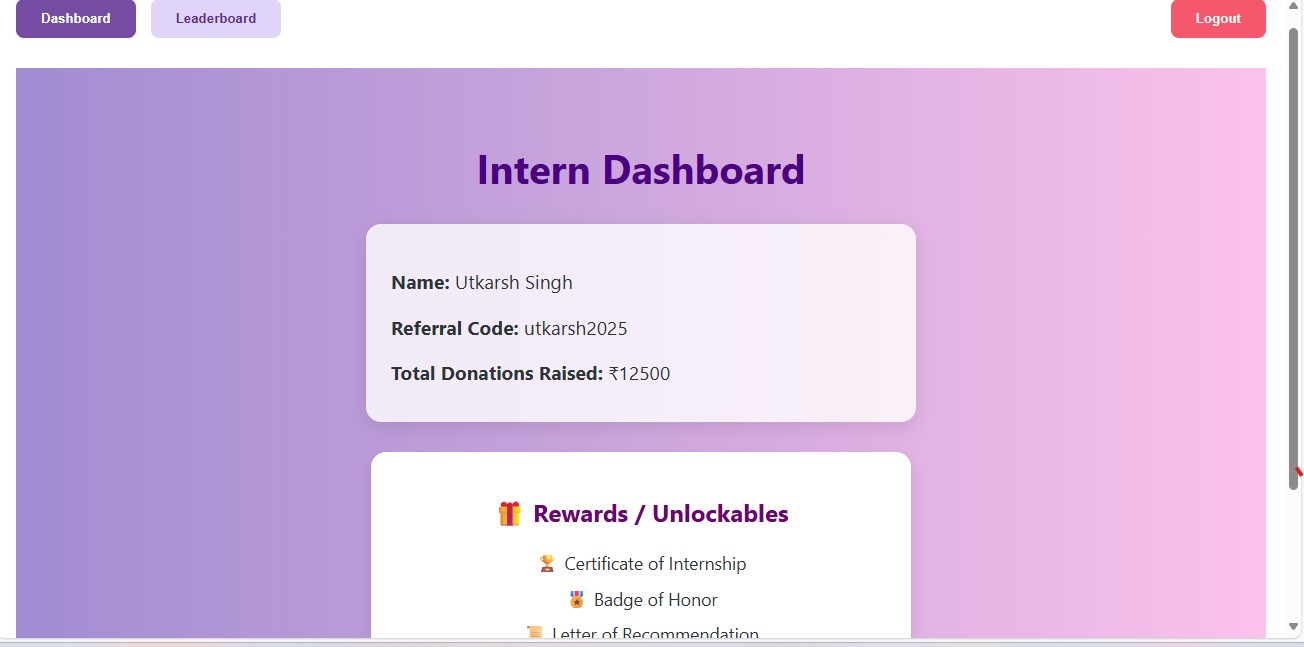 Dashboard
Leaderboard
Logout
Intern Dashboard
Name: Utkarsh Singh
Referral Code: utkarsh2025
Total Donations Raised: ₹12500
Rewards / Unlockables
Certificate of Internship
Badge of Honor
Letter of Recommendation